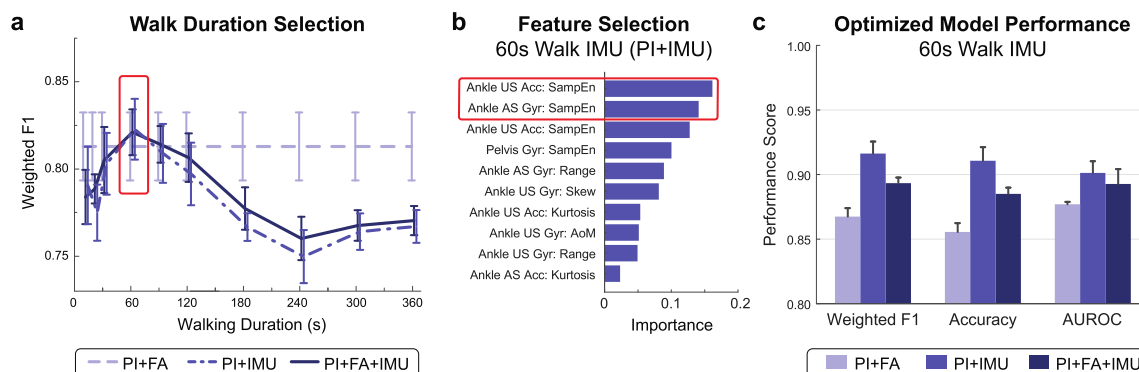 a
Walk Duration Selection
0.85
0.80
0.75
Weighted F1
0
60
120
180
240
300
360
Walking Duration (s)
PI+FA
PI+IMU
PI+FA+IMU
b
Feature Selection
60s Walk IMU (PI+IMU)
Ankle US Acc: SampEn
Ankle AS Gyr: SampEn
Ankle US Acc: SampEn
Pelvis Gyr: SampEn
Ankle AS Gyr: Range
Ankle US Gyr: Skew
Ankle US Acc: Kurtosis
Ankle US Gyr: AoM
Ankle US Gyr: Range
Ankle AS Acc: Kurtosis
0
0.1
0.2
Importance
c
Optimized Model Performance
60s Walk IMU
1.00
0.95
0.90
0.85
0.80
Performance Score
Weighted F1
Accuracy
AUROC
PI+FA
PI+IMU
PI+FA+IMU